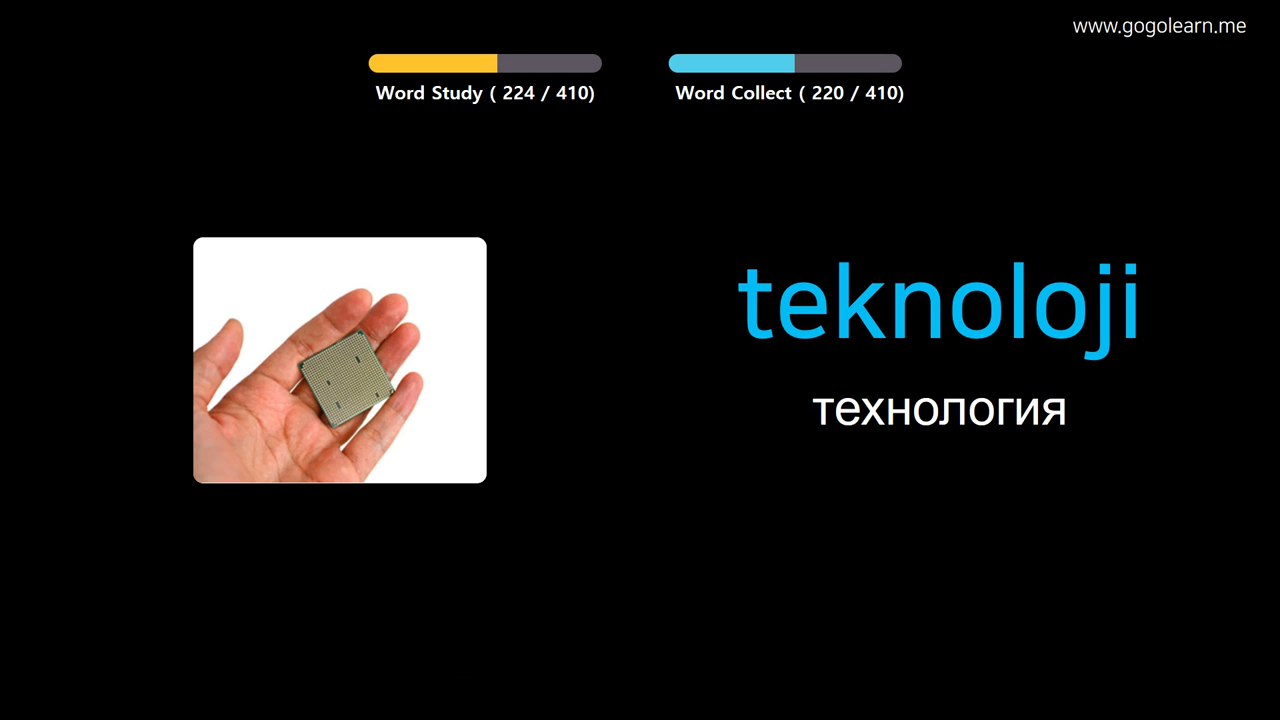 www.gogolearn.me
Word Study ( 224 / 410)
Word Collect ( 220 / 410)
teknoloji
технология